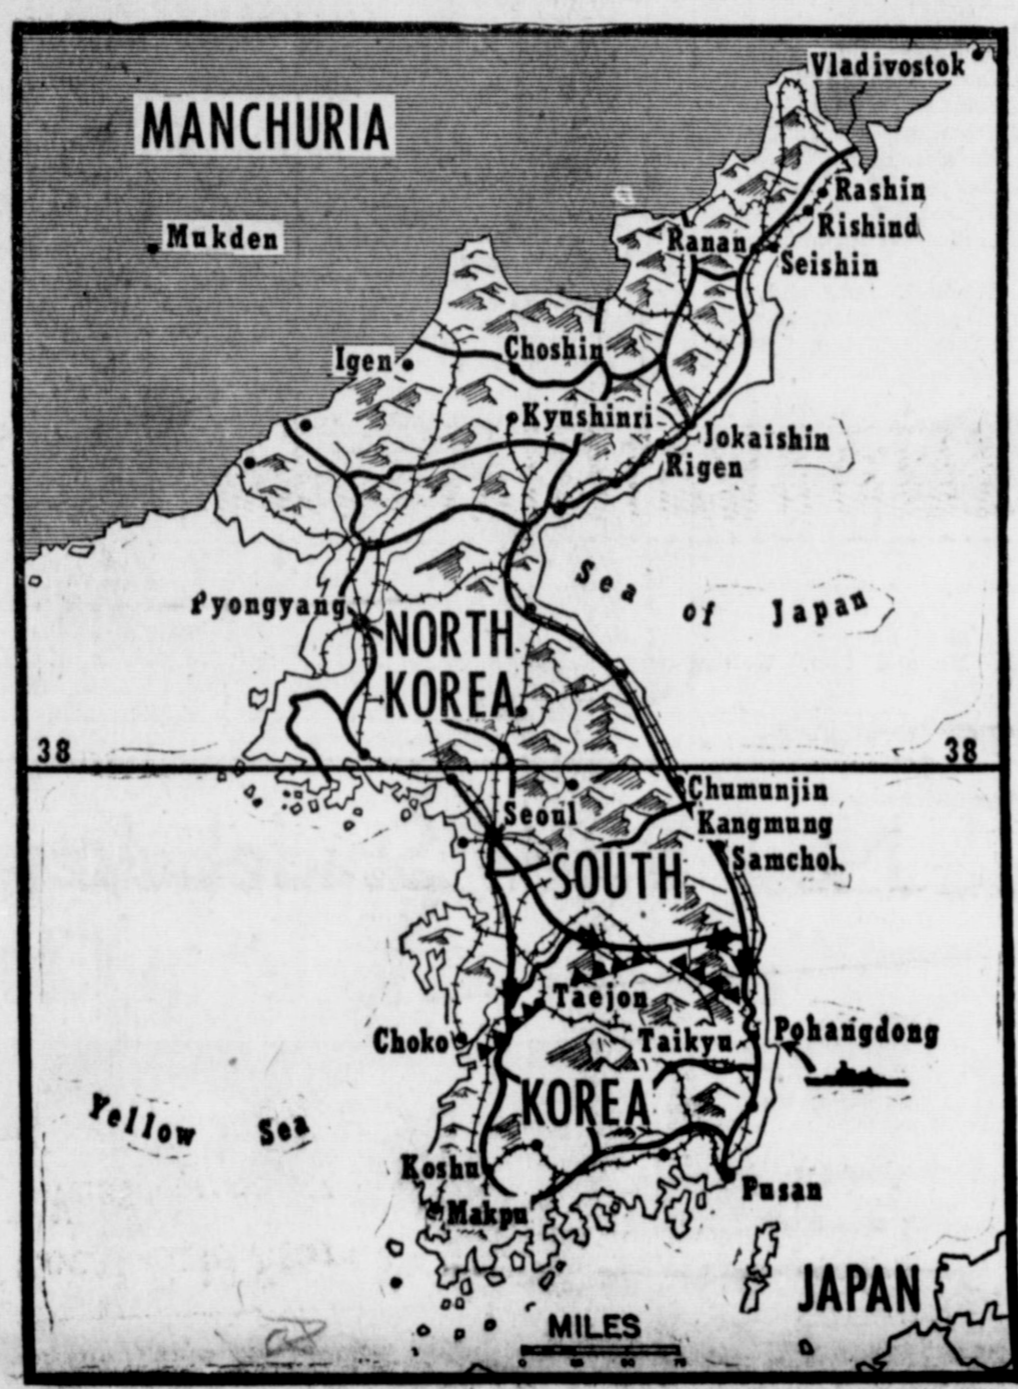 Vladivostok
MANCHURIA
Rashin
Rishind
Mukden
Ranan
Seishin
Choshin
Igen
Kyushinri
Jokaishin
Rigen
Sea of Japan
Pyongyang
NORTH
KOREA
38
38
Chumunjin
Seoul
Kangmung
Samchol
SOUTH
Taejon
Pohangdong
Choko
Taikyu
KOREA
Yellow Sea
Koshu
Pusan
Makpu
JAPAN
MILES
0